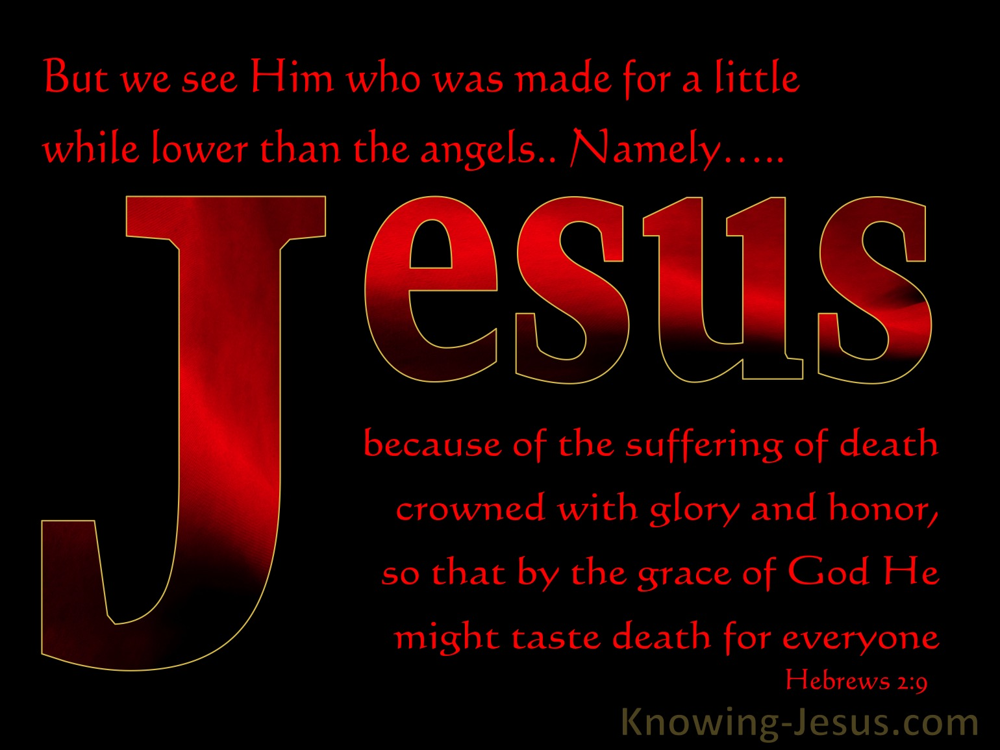 But we see Him who was made for a little
while lower than the angels.. Namely.....
Jesus
because of the suffering of death
crowned with glory and honor,
so that by the grace of God He
might taste death for everyone
Hebrews 2:9
Knowing-Jesus.com